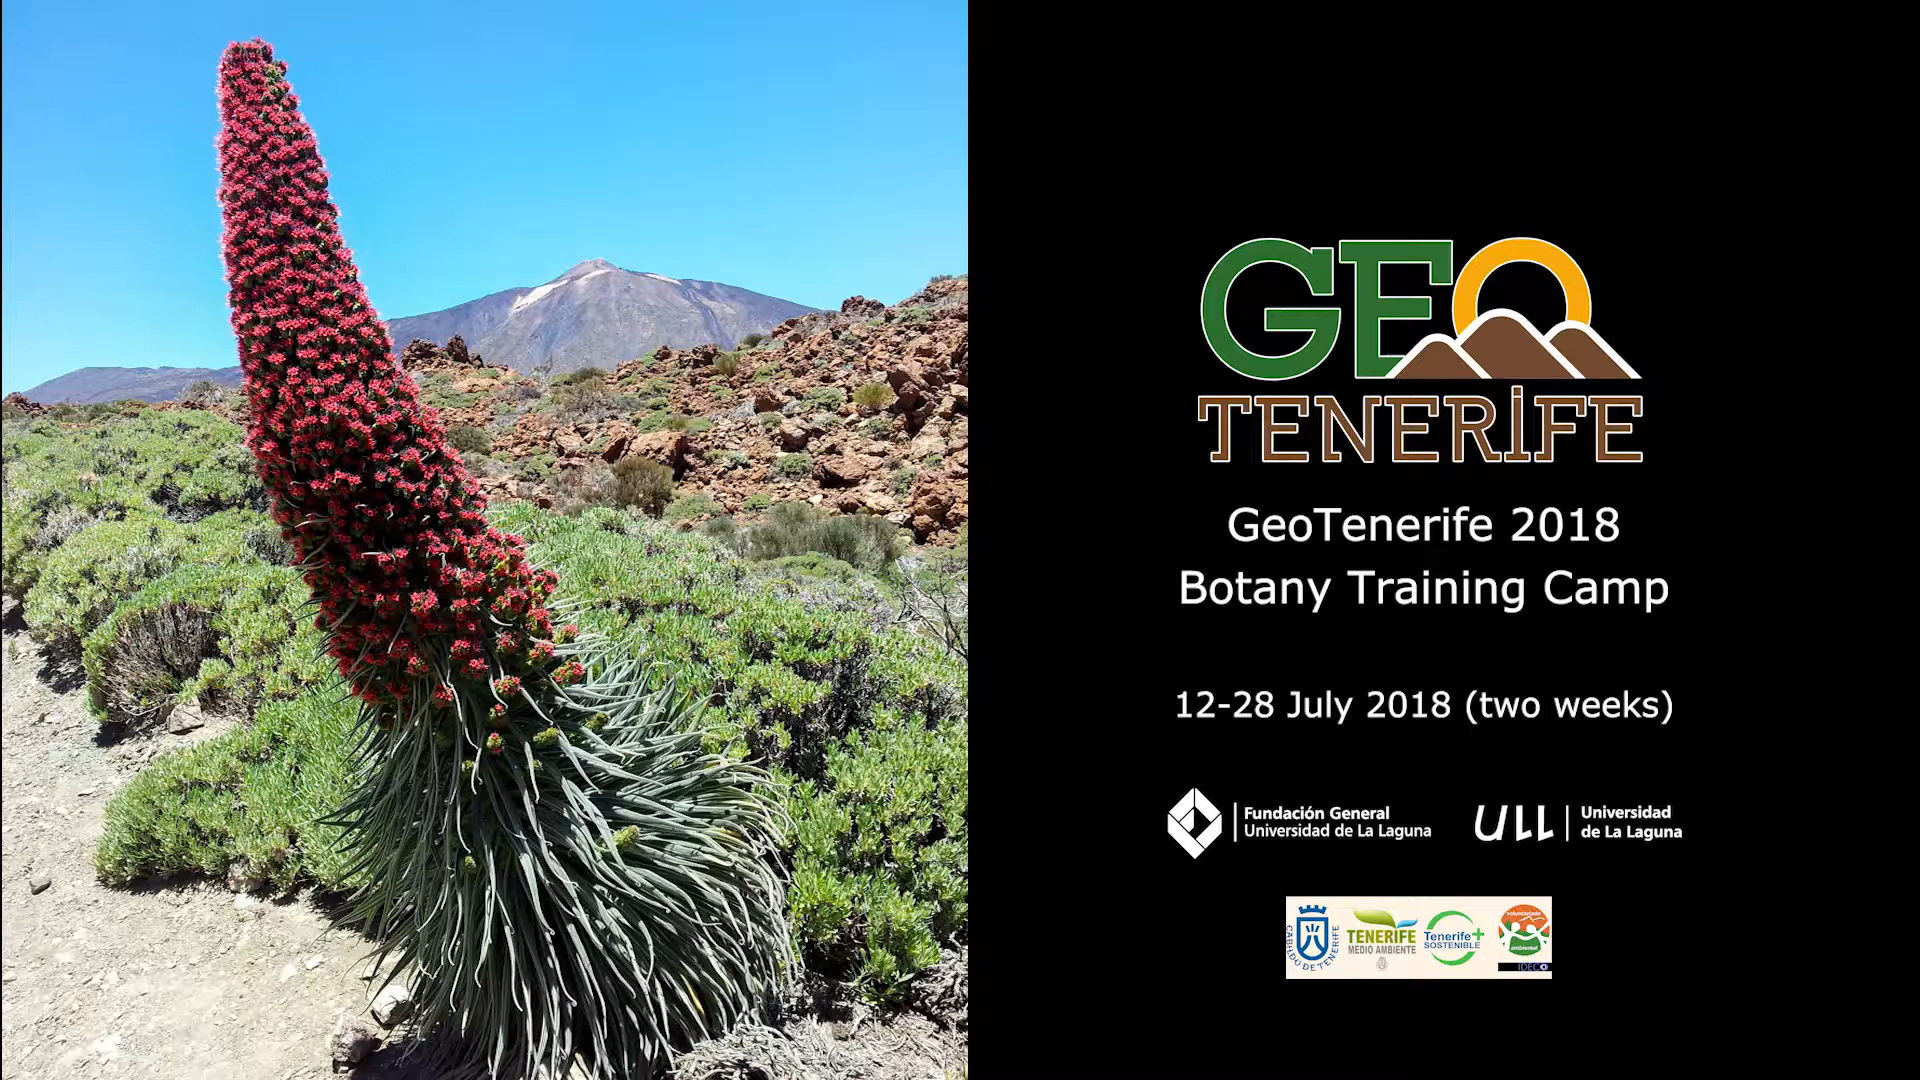 GEO
TENERIFE
GeoTenerife 2018
Botany Training Camp
12-28 July 2018 (two weeks)
Fundación General
Universidad de La Laguna
ULL
Universidad
de La Laguna
CABILDO DE TENERIFE
TENERIFE
MEDIO AMBIENTE
Tenerife+
SOSTENIBLE
voluntariado
ambiental
IDECO